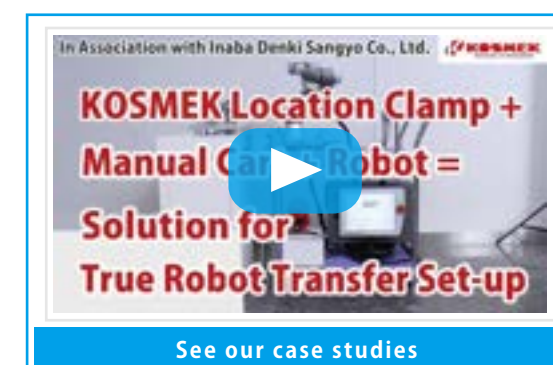 In Association with Inaba Denki Sangyo Co., Ltd. KOSMEK
KOSMEK Location Clamp +
Manual Robot =
Solution for
True Robot Transfer Set-up
See our case studies